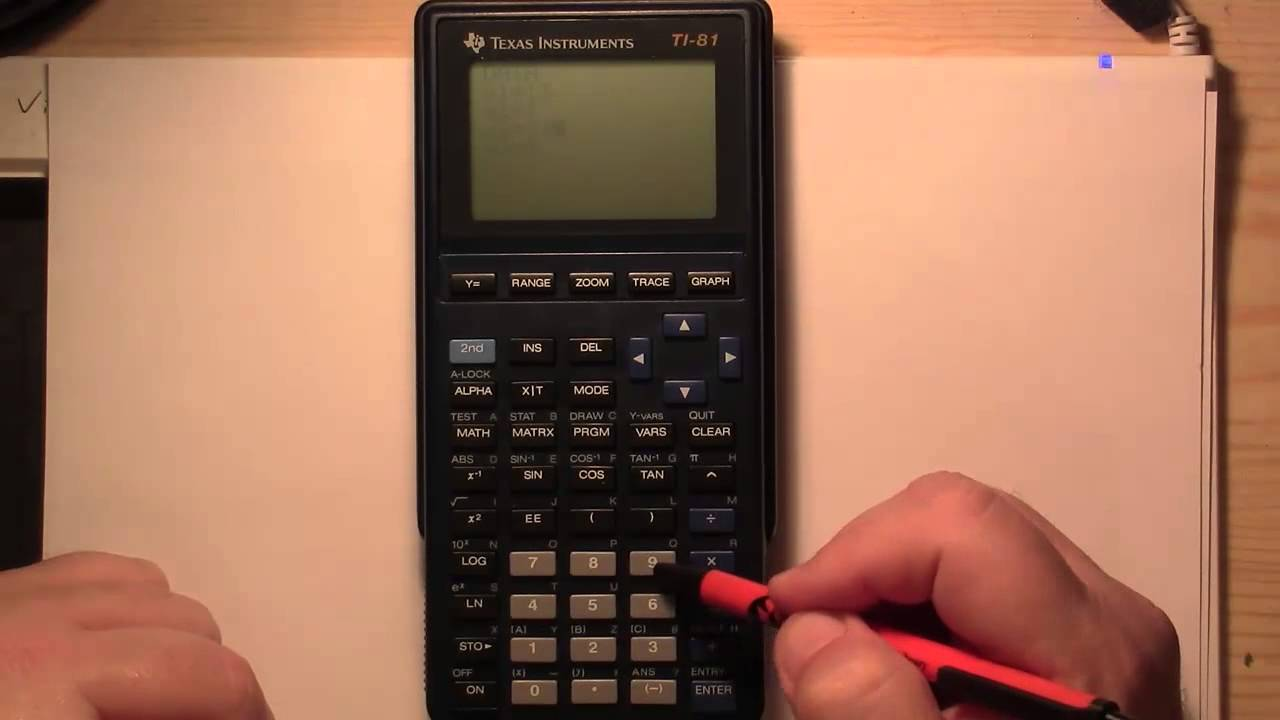 TEXAS INSTRUMENTS TI-81
Y= RANGE ZOOM TRACE GRAPH
2nd INS DEL
A-LOCK
ALPHA X|T MODE
TEST A STAT B DRAW C Y-VARS QUIT
MATH MATRX PRGM VARS CLEAR
ABS D SIN-1 E COS-1 F TAN-1 G π H
x-1 SIN COS TAN ^
√ I J K L M
x2 EE ( ) ÷
10x N O P Q R
LOG 7 8 9 ×
ex S T U
LN 4 5 6
X [A] Y [B] Z [C]
STO► 1 2 3 +
OFF ANS ? ENTRY
ON 0 . (−) ENTER